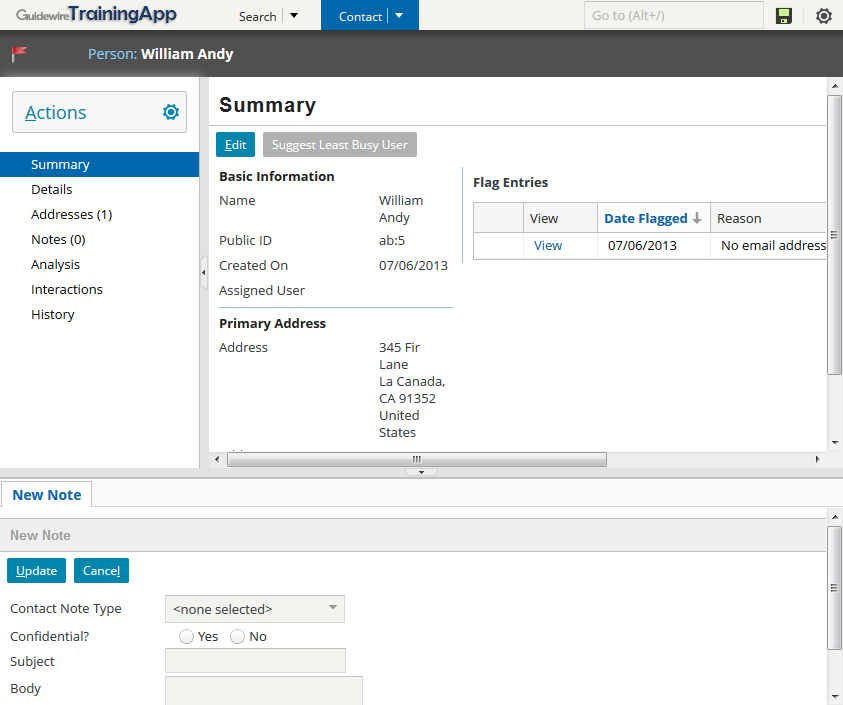 Guidewire TrainingApp Search Contact Go to (Alt+/)
Person: William Andy
Actions
Summary
Details
Addresses (1)
Notes (0)
Analysis
Interactions
History
Summary
Edit Suggest Least Busy User
Basic Information
Name William
Andy
Public ID ab:5
Created On 07/06/2013
Assigned User
Primary Address
Address 345 Fir
Lane
La Canada,
CA 91352
United
States
Flag Entries
View Date Flagged Reason
View 07/06/2013 No email address
New Note
New Note
Update Cancel
Contact Note Type <none selected>
Confidential? Yes No
Subject
Body